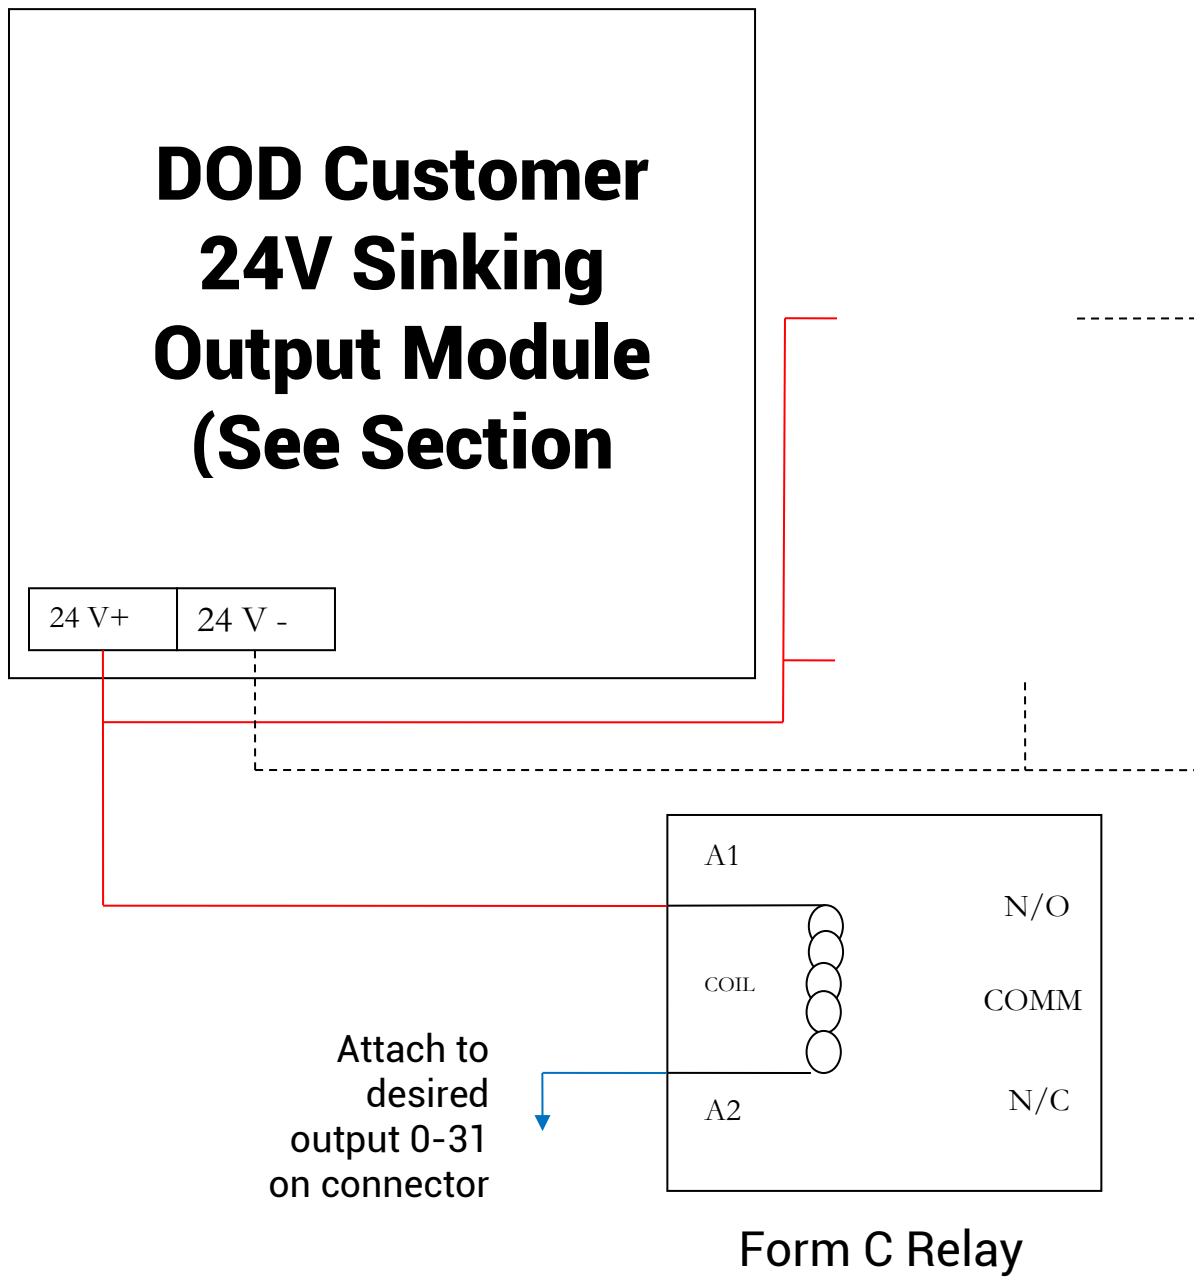 DOD Customer
24V Sinking
Output Module
(See Section
24 V+
24 V -
A1
N/O
COIL
COMM
Attach to
desired
output 0-31
on connector
A2
N/C
Form C Relay